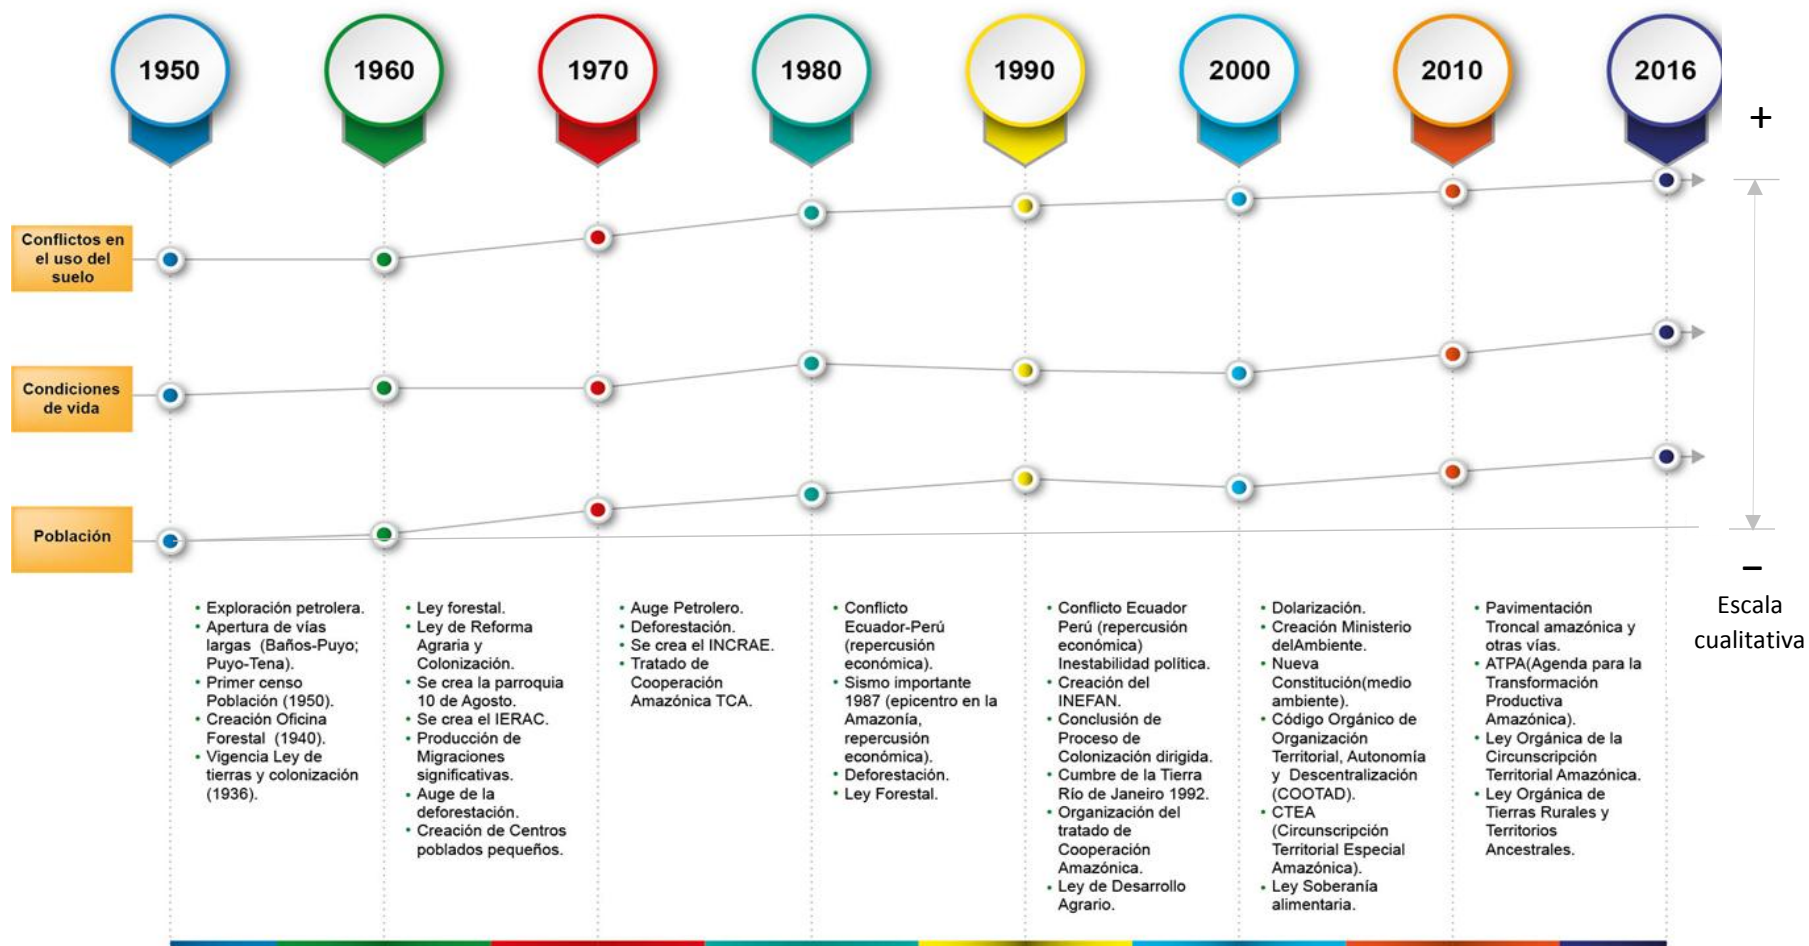 1950
1960
1970
1980
1990
2000
2010
2016
+
Conflictos en
el uso del
suelo
Condiciones
de vida
Población
–
Escala
cualitativa
• Exploración petrolera.
• Apertura de vías
largas (Baños-Puyo;
Puyo-Tena).
• Primer censo
Población (1950).
• Creación Oficina
Forestal (1940).
• Vigencia Ley de
tierras y colonización
(1936).
• Ley forestal.
• Ley de Reforma
Agraria y
Colonización.
• Se crea la parroquia
10 de Agosto.
• Se crea el IERAC.
• Producción de
Migraciones
significativas.
• Auge de la
deforestación.
• Creación de Centros
poblados pequeños.
• Auge Petrolero.
• Deforestación.
• Se crea el INCRAE.
• Tratado de
Cooperación
Amazónica TCA.
• Conflicto
Ecuador-Perú
(repercusión
económica).
• Sismo importante
1987 (epicentro en la
Amazonía,
repercusión
económica).
• Deforestación.
• Ley Forestal.
• Conflicto Ecuador
Perú (repercusión
económica)
Inestabilidad política.
• Creación del
INEFAN.
• Conclusión de
Proceso de
Colonización dirigida.
• Cumbre de la Tierra
Río de Janeiro 1992.
• Organización del
tratado de
Cooperación
Amazónica.
• Ley de Desarrollo
Agrario.
• Dolarización.
• Creación Ministerio
delAmbiente.
• Nueva
Constitución(medio
ambiente).
• Código Orgánico de
Organización
Territorial, Autonomía
y Descentralización
(COOTAD).
• CTEA
(Circunscripción
Territorial Especial
Amazónica).
• Ley Soberanía
alimentaria.
• Pavimentación
Troncal amazónica y
otras vías.
• ATPA(Agenda para la
Transformación
Productiva
Amazónica).
• Ley Orgánica de la
Circunscripción
Territorial Amazónica.
• Ley Orgánica de
Tierras Rurales y
Territorios
Ancestrales.